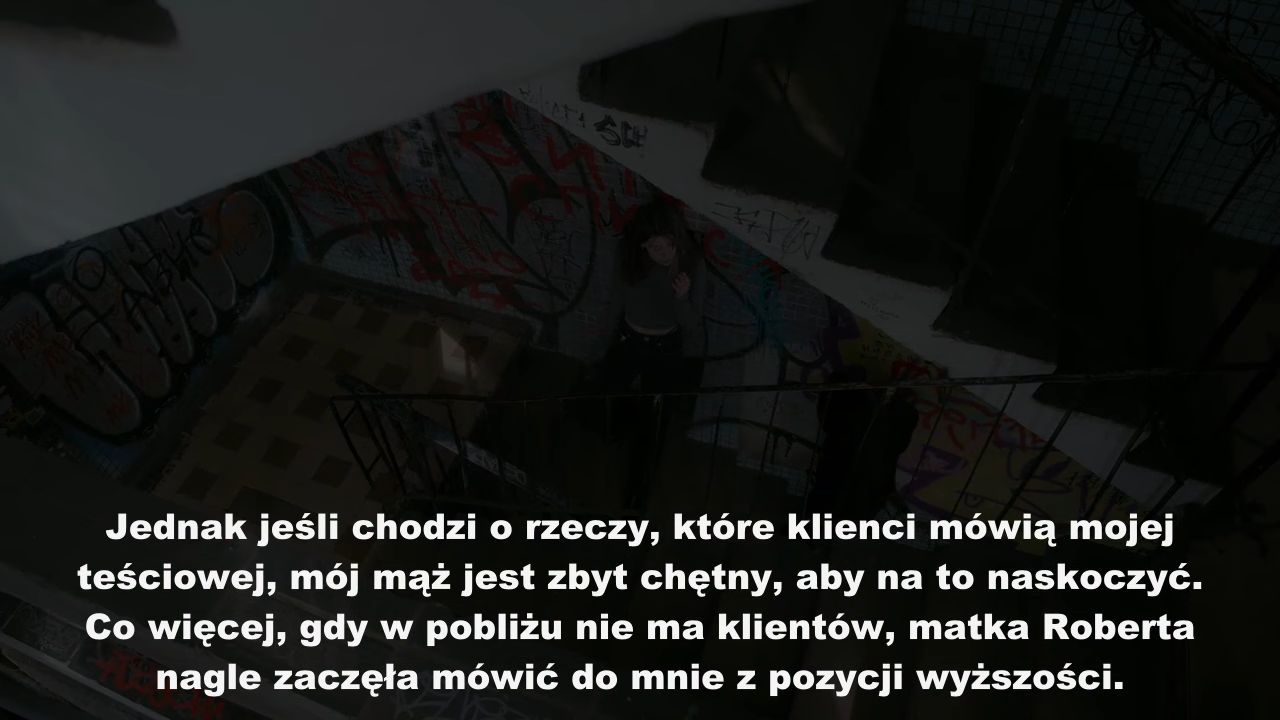 Jednak jeśli chodzi o rzeczy, które klienci mówią mojej
teściowej, mój mąż jest zbyt chętny, aby na to naskoczyć.
Co więcej, gdy w pobliżu nie ma klientów, matka Roberta
nagle zaczęła mówić do mnie z pozycji wyższości.